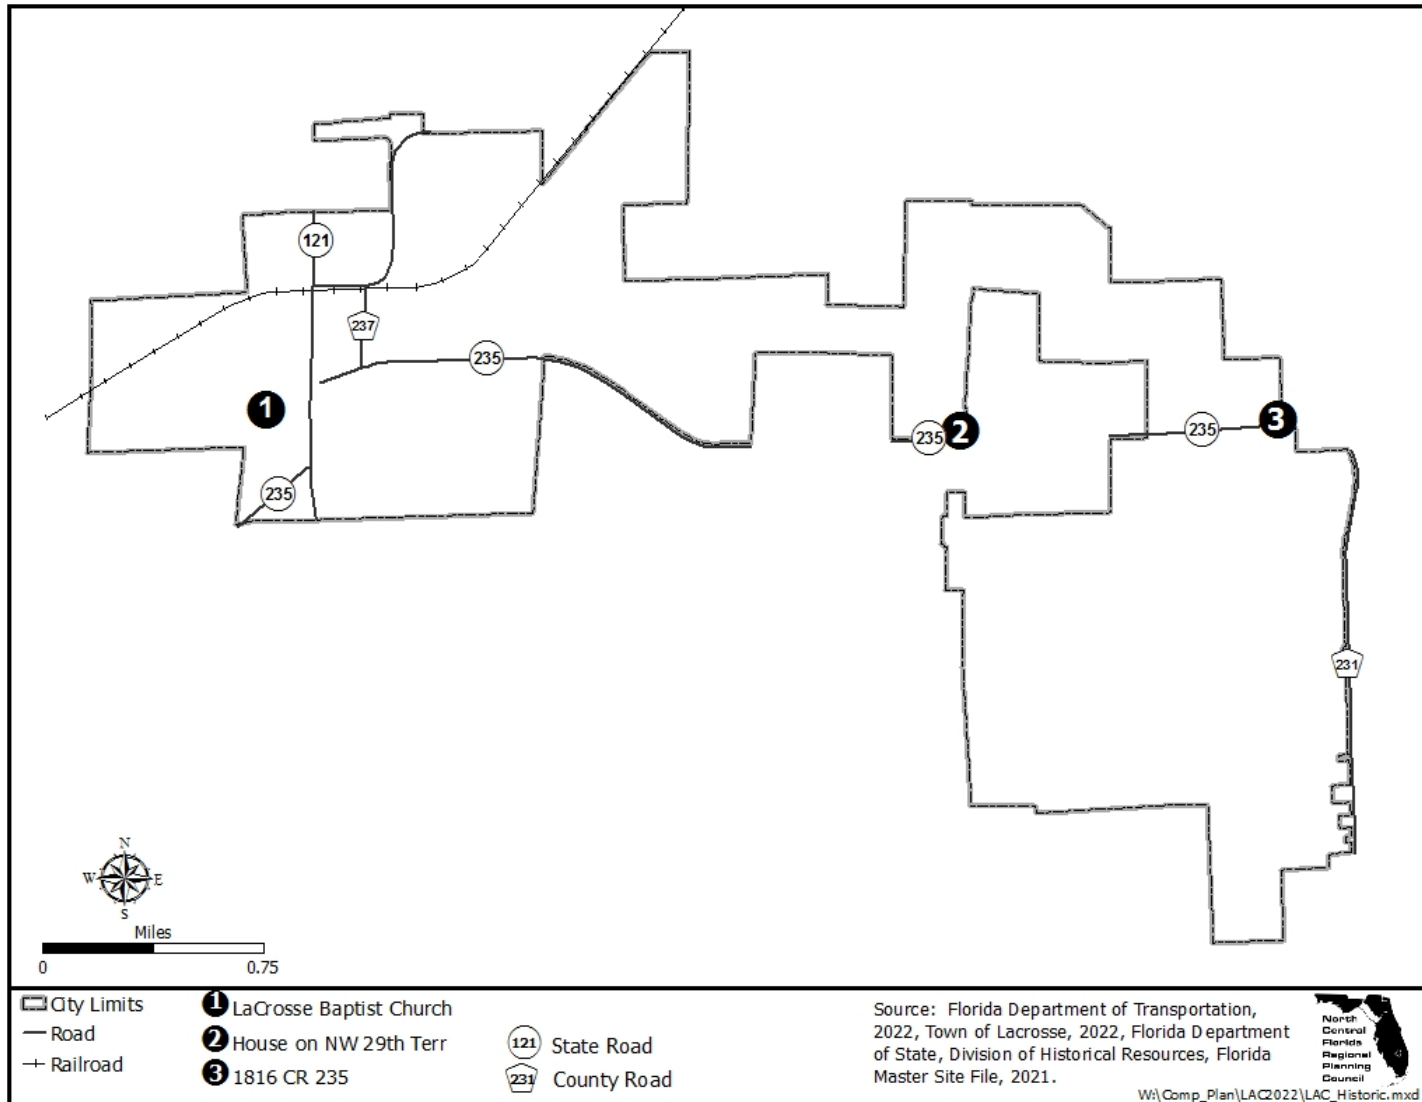 121
237
235
1
235
2
235
3
235
231
N
W
E
S
Miles
0
0.75
City Limits
Road
Railroad
1 LaCrosse Baptist Church
2 House on NW 29th Terr
3 1816 CR 235
121 State Road
231 County Road
Source: Florida Department of Transportation,
2022, Town of Lacrosse, 2022, Florida Department
of State, Division of Historical Resources, Florida
Master Site File, 2021.
North
Central
Florida
Regional
Planning
Council
W:\Comp_Plan\LAC2022\LAC_Historic.mxd